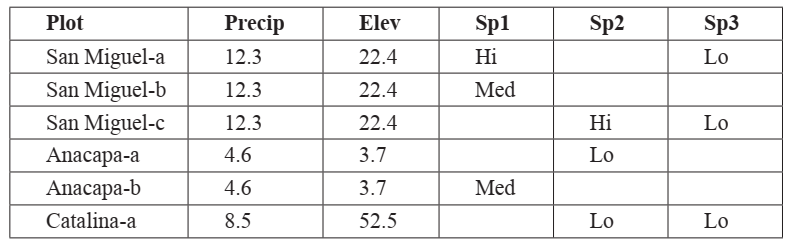 Plot Precip Elev Sp1 Sp2 Sp3
San Miguel-a 12.3 22.4 Hi Lo
San Miguel-b 12.3 22.4 Med
San Miguel-c 12.3 22.4 Hi Lo
Anacapa-a 4.6 3.7 Lo
Anacapa-b 4.6 3.7 Med
Catalina-a 8.5 52.5 Lo Lo